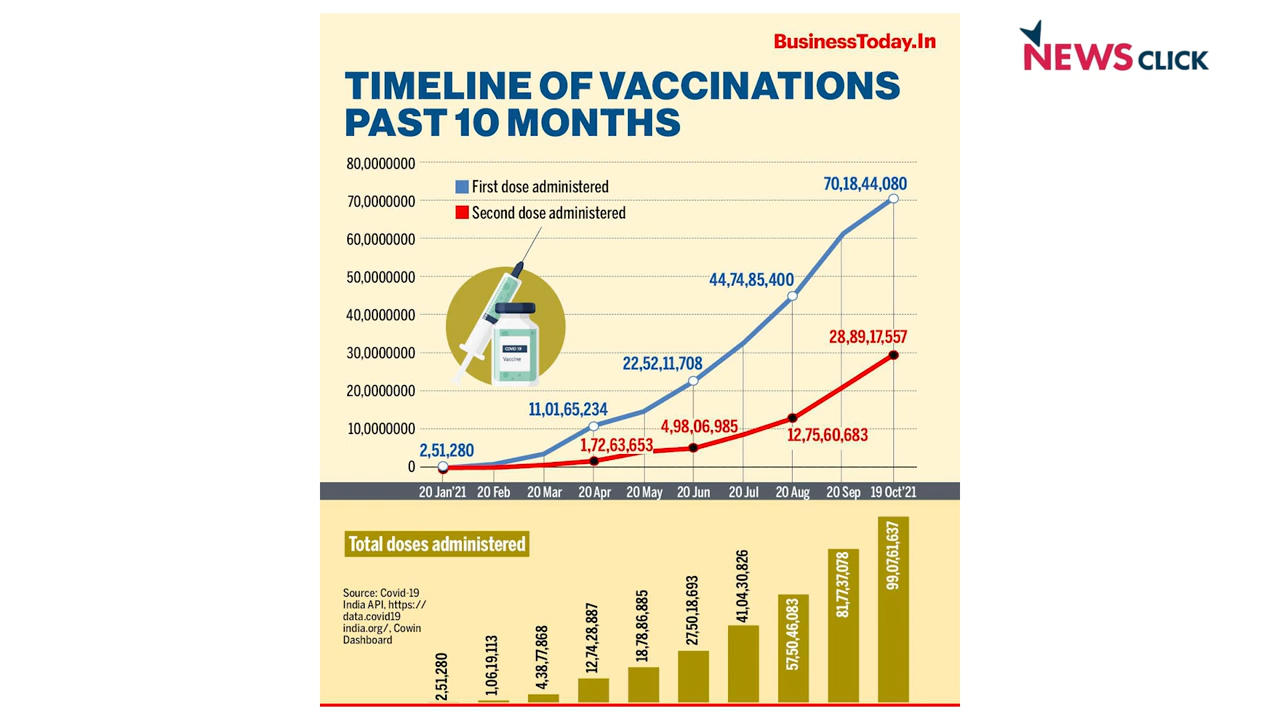 BusinessToday.In
NEWS CLICK
TIMELINE OF VACCINATIONS
PAST 10 MONTHS
80,0000000
70,0000000
60,0000000
50,0000000
40,0000000
30,0000000
20,0000000
10,0000000
0
First dose administered
Second dose administered
COVID 19
Vaccine
2,51,280
11,01,65,234
22,52,11,708
44,74,85,400
70,18,44,080
1,72,63,653
4,98,06,985
12,75,60,683
28,89,17,557
20 Jan'21 20 Feb 20 Mar 20 Apr 20 May 20 Jun 20 Jul 20 Aug 20 Sep 19 Oct'21
Total doses administered
Source: Covid-19
India API, https://
data.covid19
india.org/, Cowin
Dashboard
2,51,280
1,06,19,113
4,38,77,868
12,74,28,887
18,78,86,885
27,50,18,693
41,04,30,826
57,50,46,083
81,77,37,078
99,07,61,637